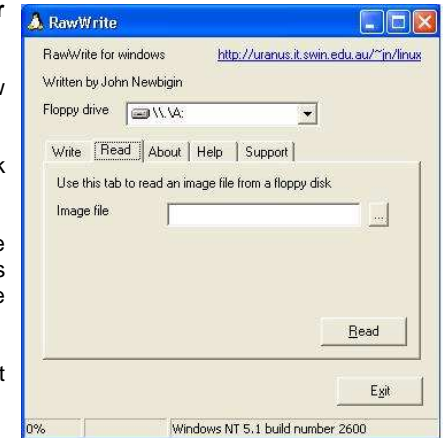 RawWrite
RawWrite for windows http://uranus.it.swin.edu.au/~jn/linux
Written by John Newbigin
Floppy drive \\.\A:
Write Read About Help Support
Use this tab to read an image file from a floppy disk
Image file ...
Read
Exit
0% Windows NT 5.1 build number 2600